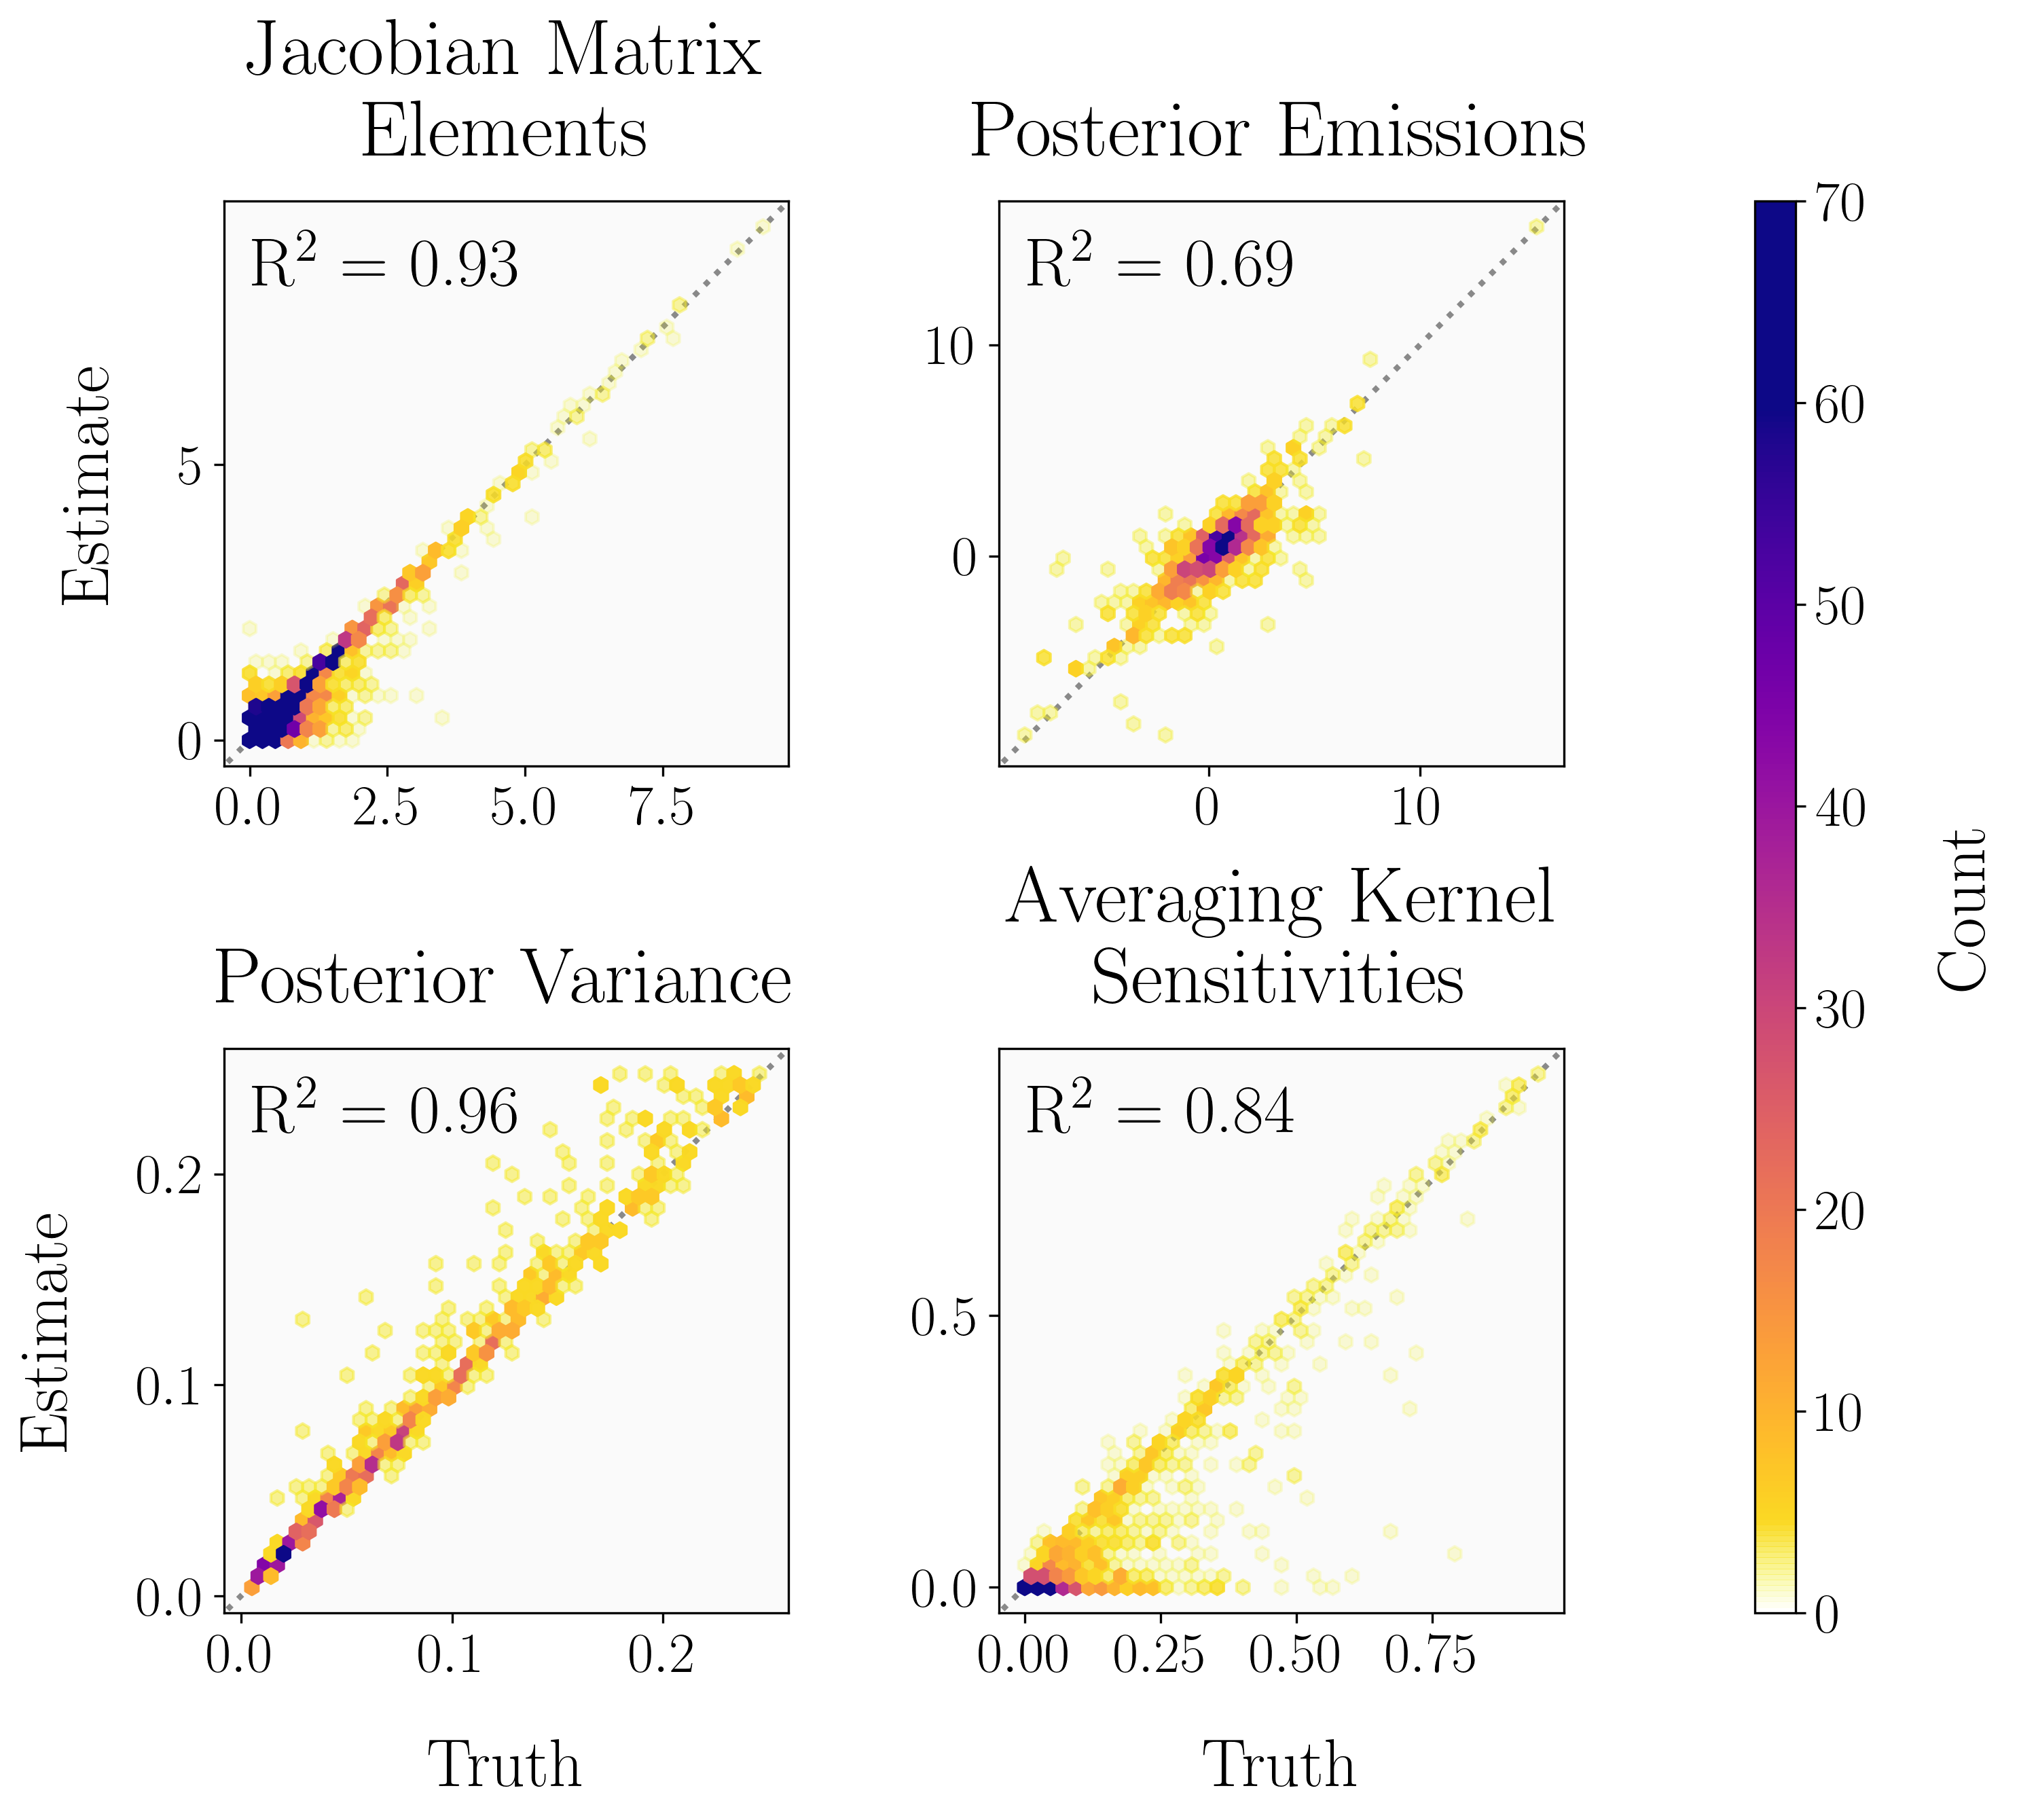 Jacobian Matrix
Elements
R² = 0.93
Estimate
5
0
0.0 2.5 5.0 7.5
Posterior Emissions
R² = 0.69
10
0
0 10
Posterior Variance
R² = 0.96
Estimate
0.2
0.1
0.0
0.0 0.1 0.2
Truth
Averaging Kernel
Sensitivities
R² = 0.84
0.5
0.0
0.00 0.25 0.50 0.75
Truth
70
60
50
40
30
20
10
0
Count